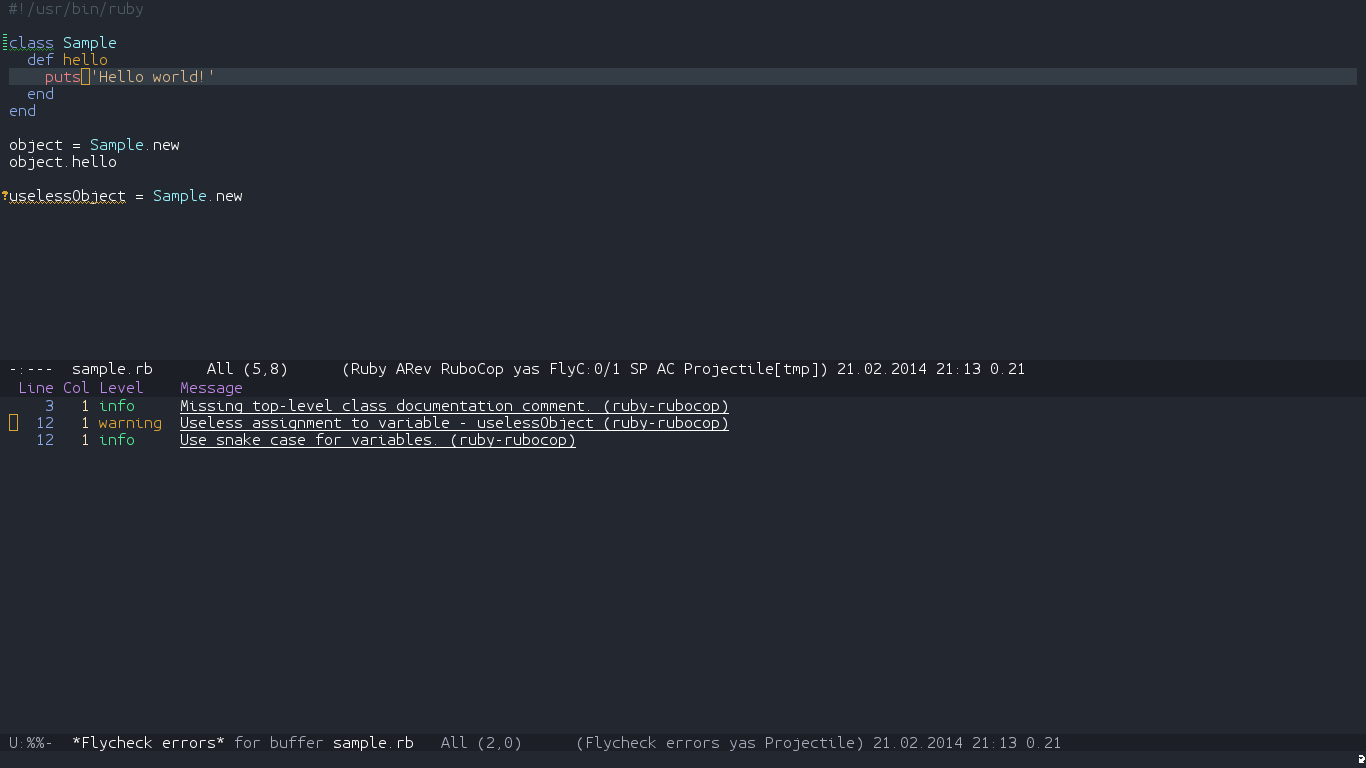 #!/usr/bin/ruby
class Sample
  def hello
    puts 'Hello world!'
  end
end
object = Sample.new
object.hello
?uselessObject = Sample.new
-:---  sample.rb      All (5,8)      (Ruby ARev RuboCop yas FlyC:0/1 SP AC Projectile[tmp]) 21.02.2014 21:13 0.21
Line Col Level    Message
3   1 info     Missing top-level class documentation comment. (ruby-rubocop)
12   1 warning  Useless assignment to variable - uselessObject (ruby-rubocop)
12   1 info     Use snake case for variables. (ruby-rubocop)
U:%%-  *Flycheck errors* for buffer sample.rb   All (2,0)      (Flycheck errors yas Projectile) 21.02.2014 21:13 0.21